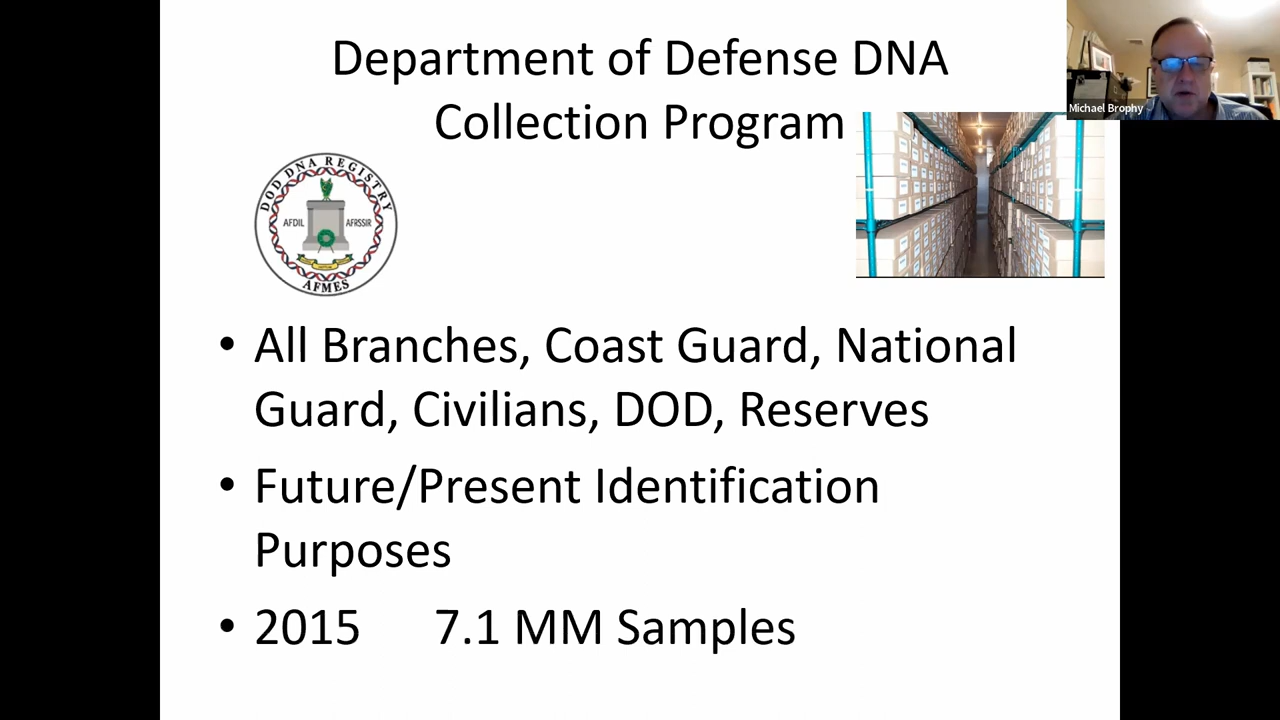 Department of Defense DNA
Collection Program
Michael Brophy
DOD DNA REGISTRY
AFDIL
AFRSSIR
AFMES
• All Branches, Coast Guard, National
Guard, Civilians, DOD, Reserves
• Future/Present Identification
Purposes
• 2015 7.1 MM Samples